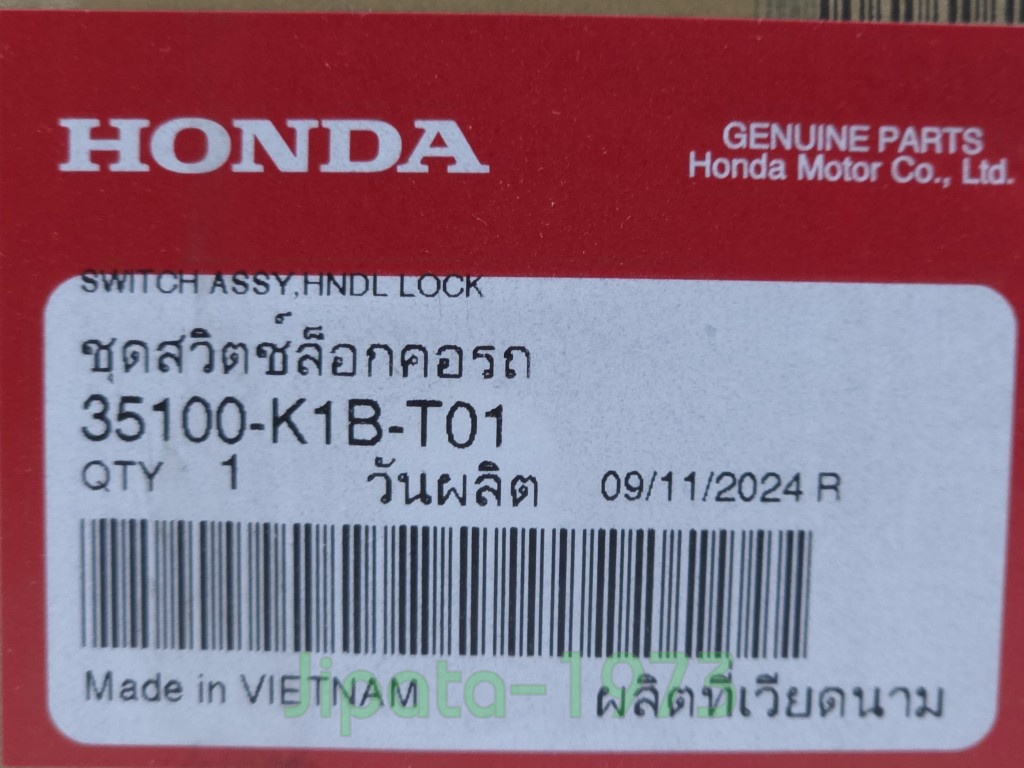 HONDA
GENUINE PARTS
Honda Motor Co., Ltd.
SWITCH ASSY,HNDL LOCK
ชุดสวิตช์ล็อกคอรถ
35100-K1B-T01
QTY 1 วันผลิต 09/11/2024 R
Made in VIETNAM ผลิตที่เวียดนาม
Jipata-1973